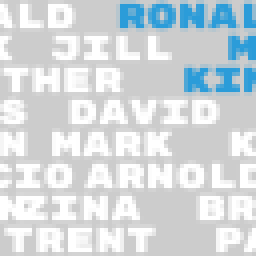 ALD RONAL
JILL M
THER KIN
S DAVID
N MARK K
CIO ARNOLD
NZINA BR
TRENT PA